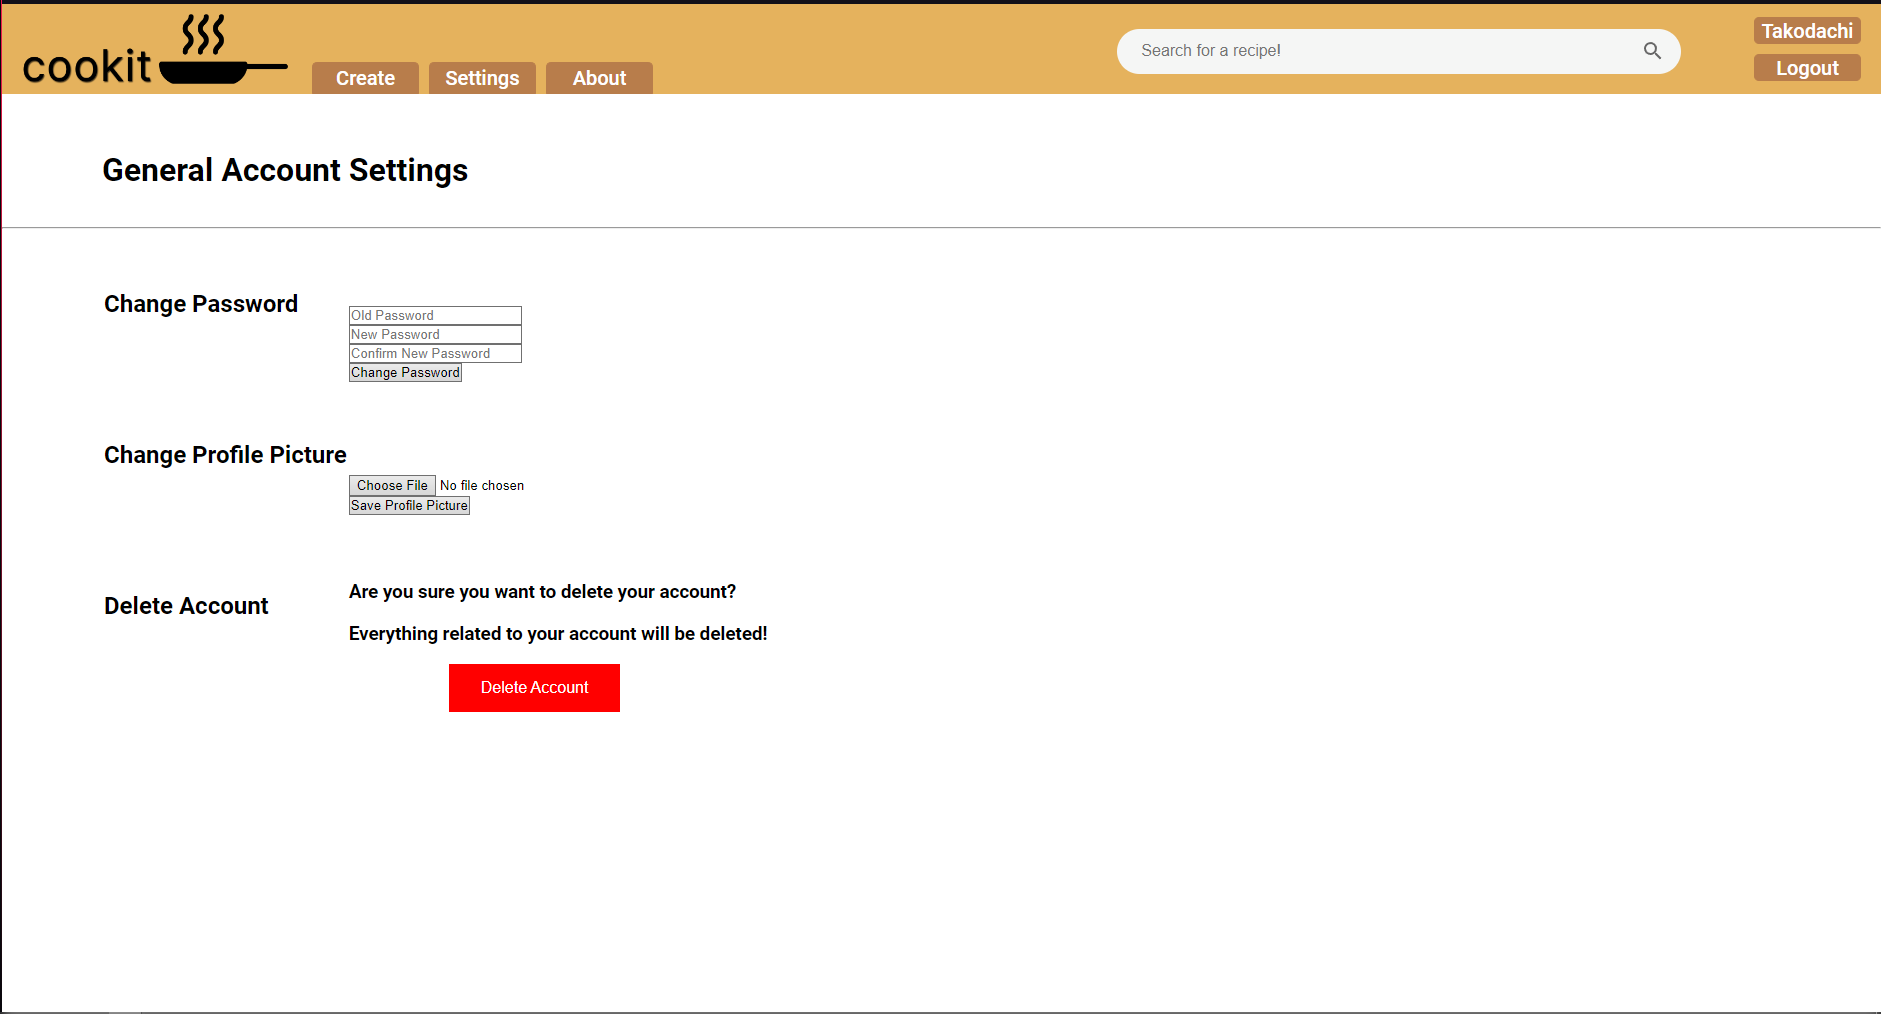 cookit
Create
Settings
About
Search for a recipe!
Takodachi
Logout
General Account Settings
Change Password
Old Password
New Password
Confirm New Password
Change Password
Change Profile Picture
Choose File No file chosen
Save Profile Picture
Delete Account
Are you sure you want to delete your account?
Everything related to your account will be deleted!
Delete Account